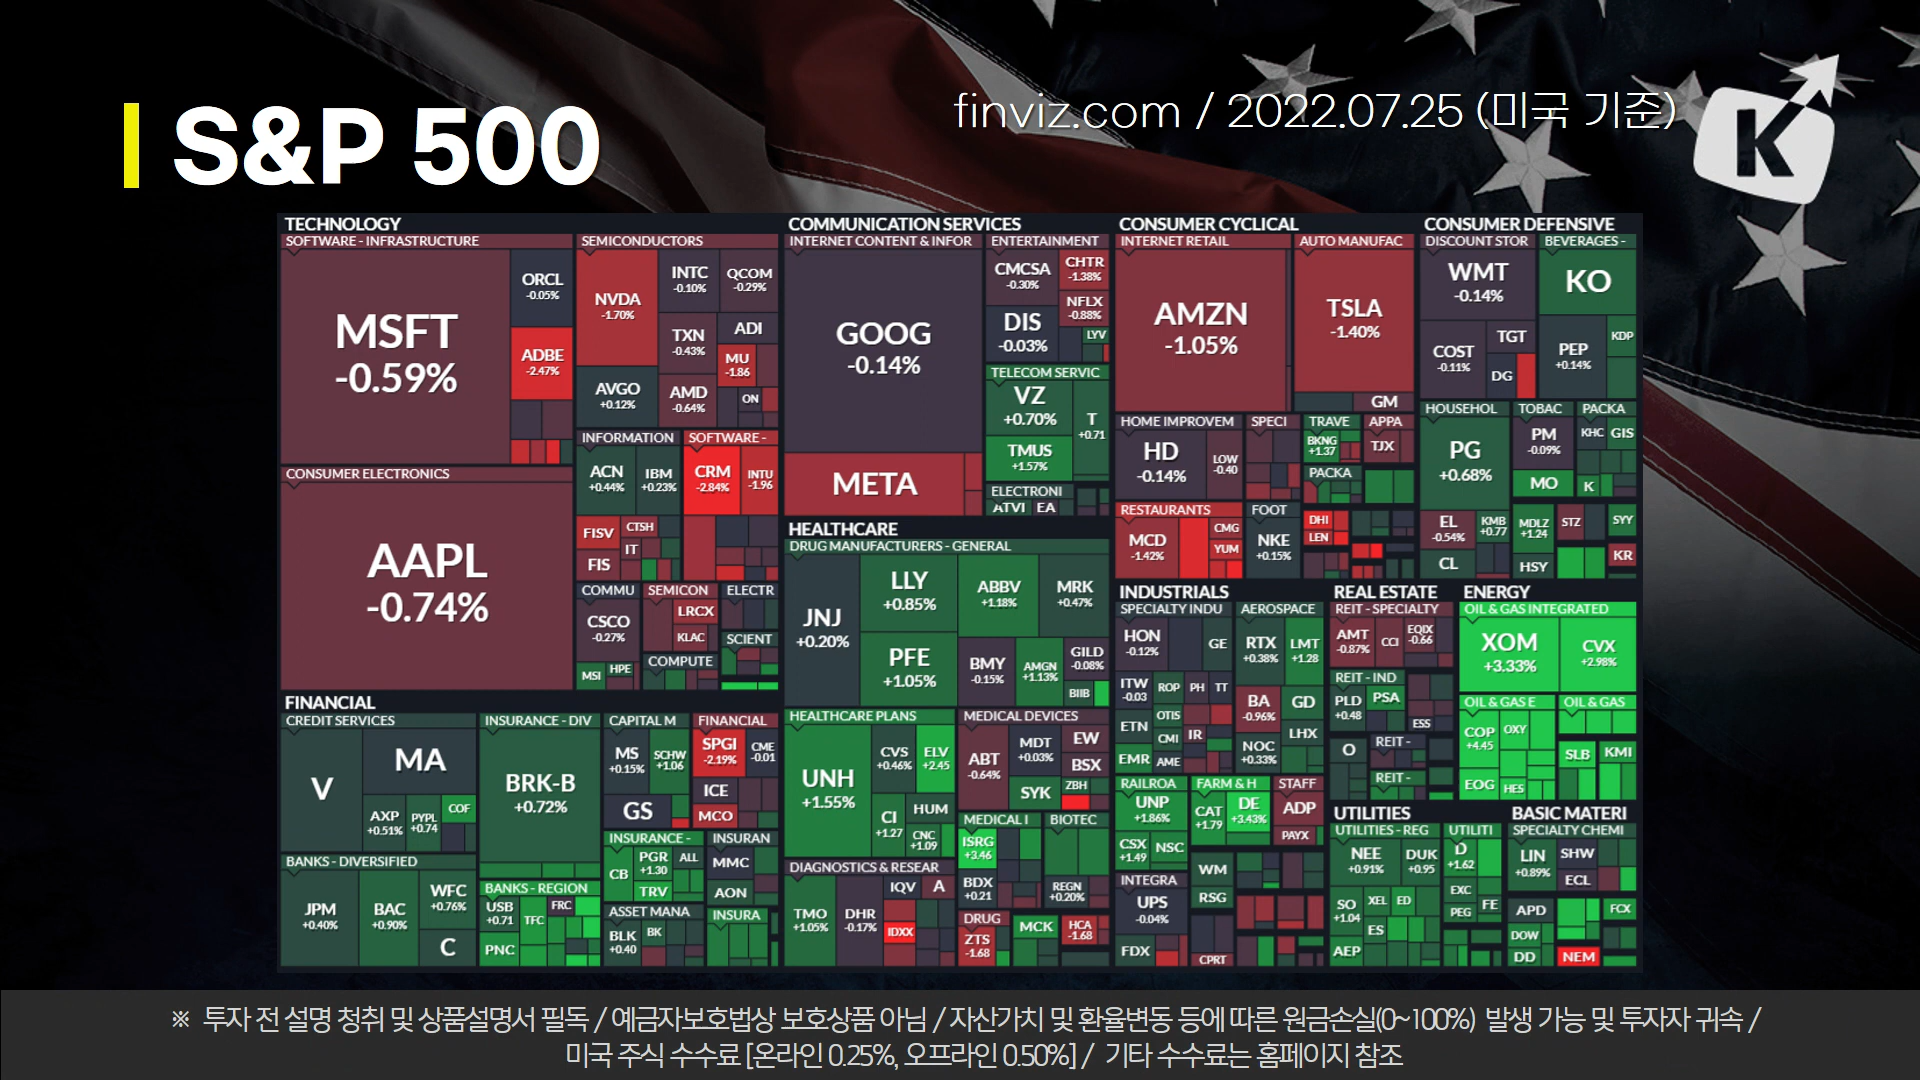 S&P 500
finviz.com / 2022.07.25 (미국 기준)
K
TECHNOLOGY
SOFTWARE - INFRASTRUCTURE
MSFT
-0.59%
ORCL
-0.05%
ADBE
-2.47%
SEMICONDUCTORS
NVDA
-1.70%
INTC
-0.10%
QCOM
-0.29%
TXN
-0.43%
ADI
MU
-1.86
AVGO
+0.12%
AMD
-0.64%
ON
CONSUMER ELECTRONICS
AAPL
-0.74%
INFORMATION
ACN
+0.44%
IBM
+0.23%
SOFTWARE -
CRM
-2.84%
INTU
-1.96
FISV
CTSH
IT
FIS
COMMU
CSCO
-0.27%
MSI
HPE
SEMICON
LRCX
KLAC
ELECTR
SCIENT
COMPUTE
COMMUNICATION SERVICES
INTERNET CONTENT & INFOR
GOOG
-0.14%
META
ENTERTAINMENT
CMCSA
-0.30%
CHTR
-1.38%
NFLX
-0.88%
DIS
-0.03%
LYV
TELECOM SERVIC
VZ
+0.70%
T
+0.71
TMUS
+1.57%
ELECTRONI
ATVI
EA
CONSUMER CYCLICAL
INTERNET RETAIL
AMZN
-1.05%
AUTO MANUFAC
TSLA
-1.40%
GM
HOME IMPROVEM
HD
-0.14%
LOW
-0.40
SPECI
TRAVE
BKNG
+1.37
APPA
TJX
PACKA
RESTAURANTS
MCD
-1.42%
CMG
YUM
FOOT
NKE
+0.15%
DHI
LEN
CONSUMER DEFENSIVE
DISCOUNT STOR
WMT
-0.14%
COST
-0.11%
TGT
DG
BEVERAGES -
KO
PEP
+0.14%
KDP
HOUSEHOL
PG
+0.68%
EL
-0.54%
KMB
+0.77
CL
TOBAC
PM
-0.09%
MO
PACKA
KHC
GIS
K
MDLZ
+1.24
STZ
SYY
HSY
KR
HEALTHCARE
DRUG MANUFACTURERS - GENERAL
JNJ
+0.20%
LLY
+0.85%
ABBV
+1.18%
MRK
+0.47%
PFE
+1.05%
BMY
-0.15%
AMGN
+1.13%
GILD
-0.08%
BIIB
HEALTHCARE PLANS
UNH
+1.55%
CVS
+0.46%
ELV
+2.45
CI
+1.27
HUM
CNC
+1.09
MEDICAL DEVICES
ABT
-0.64%
MDT
+0.03%
EW
BSX
SYK
ZBH
MEDICAL I
ISRG
+3.46
BDX
+0.21
BIOTEC
REGN
+0.20%
DIAGNOSTICS & RESEAR
TMO
+1.05%
DHR
-0.17%
IQV
A
IDXX
DRUG
ZTS
-1.68
MCK
HCA
-1.68
FINANCIAL
CREDIT SERVICES
V
MA
AXP
+0.51%
PYPL
+0.74
COF
INSURANCE - DIV
BRK-B
+0.72%
CAPITAL M
MS
+0.15%
SCHW
+1.06
GS
FINANCIAL
SPGI
-2.19%
CME
-0.01
ICE
MCO
BANKS - DIVERSIFIED
JPM
+0.40%
BAC
+0.90%
WFC
+0.76%
C
BANKS - REGION
USB
+0.71
TFC
FRC
PNC
INSURANCE -
CB
PGR
+1.30
ALL
TRV
INSURAN
MMC
AON
ASSET MANA
BLK
+0.40
BK
INSURA
INDUSTRIALS
SPECIALTY INDU
HON
-0.12%
GE
ITW
-0.03
ROP
PH
TT
ETN
OTIS
CMI
IR
EMR
AME
AEROSPACE
RTX
+0.38%
LMT
+1.28
BA
-0.96%
GD
NOC
+0.33%
LHX
RAILROA
UNP
+1.86%
CSX
+1.49
NSC
FARM & H
CAT
+1.79
DE
+3.43%
STAFF
ADP
PAYX
INTEGRA
UPS
-0.04%
FDX
WM
RSG
CPRT
REAL ESTATE
REIT - SPECIALTY
AMT
-0.87%
CCI
EQIX
-0.66
REIT - IND
PLD
+0.48
PSA
ESS
O
REIT -
REIT -
ENERGY
OIL & GAS INTEGRATED
XOM
+3.33%
CVX
+2.98%
OIL & GAS E
COP
+4.45
OXY
EOG
HES
OIL & GAS
SLB
KMI
UTILITIES
UTILITIES - REG
NEE
+0.91%
DUK
+0.95
SO
+1.04
XEL
ED
ES
AEP
UTILITI
D
+1.62
EXC
PEG
FE
BASIC MATERI
SPECIALTY CHEMI
LIN
+0.89%
SHW
ECL
APD
FCX
DOW
DD
NEM
※ 투자 전 설명 청취 및 상품설명서 필독 / 예금자보호법상 보호상품 아님 / 자산가치 및 환율변동 등에 따른 원금손실(0~100%) 발생 가능 및 투자자 귀속 /
미국 주식 수수료 [온라인 0.25%, 오프라인 0.50%] / 기타 수수료는 홈페이지 참조